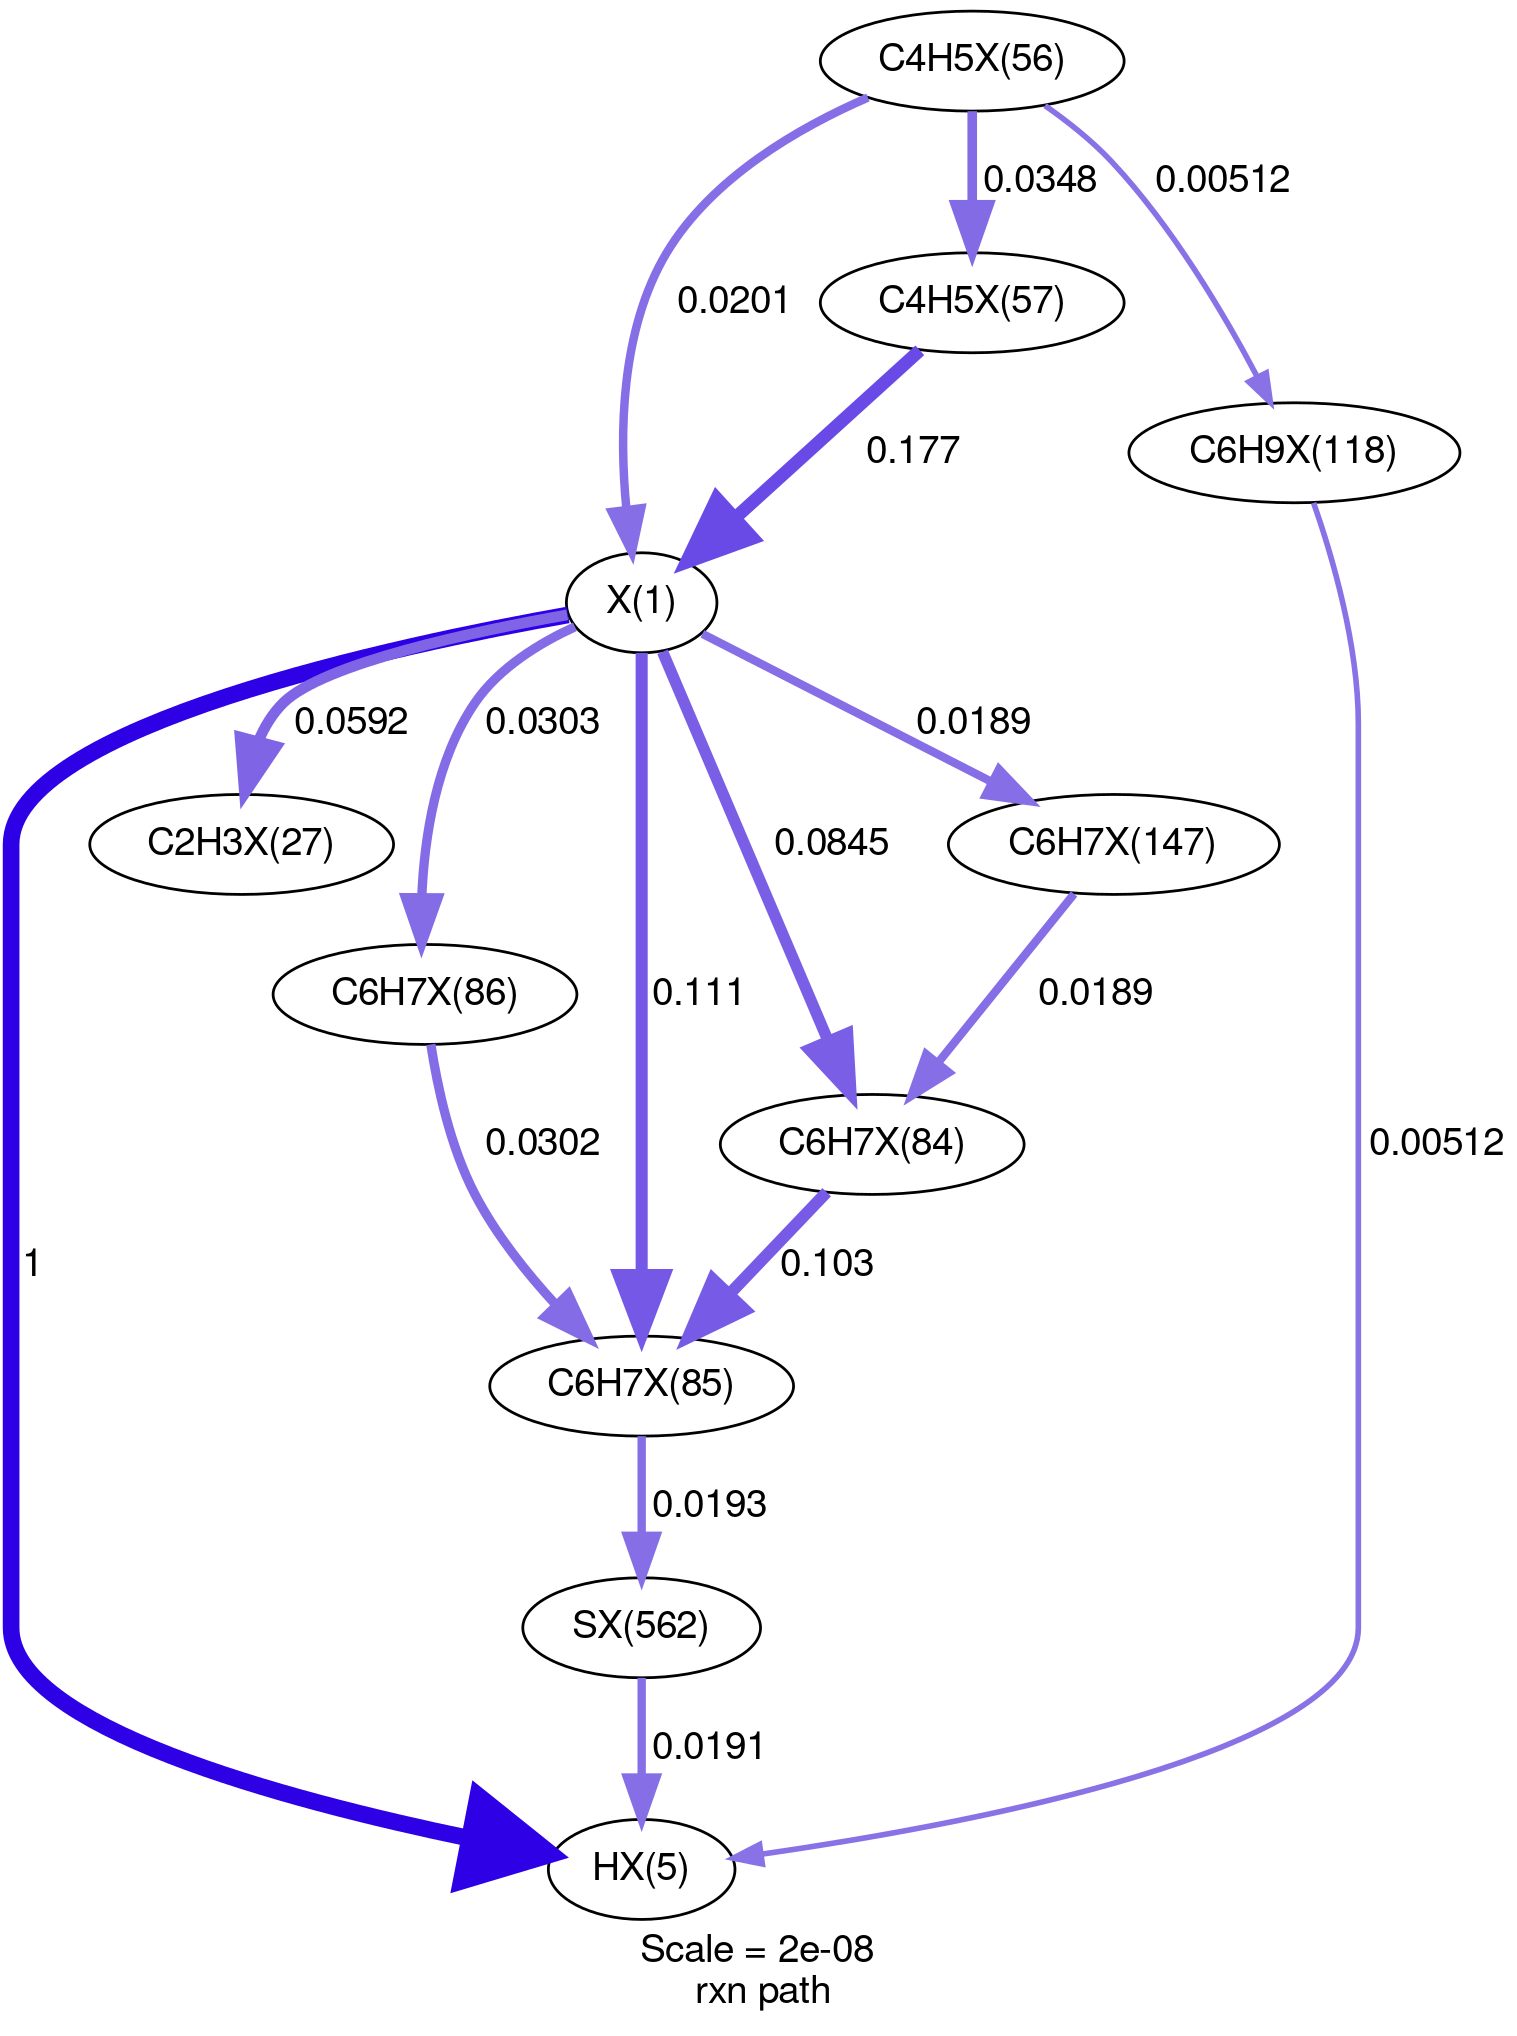 C4H5X(56)
0.0348
0.00512
0.0201
C4H5X(57)
0.177
C6H9X(118)
X(1)
0.0592
0.0303
0.0189
C2H3X(27)
0.0845
C6H7X(147)
C6H7X(86)
0.111
0.0189
0.0302
C6H7X(84)
0.00512
1
0.103
C6H7X(85)
0.0193
SX(562)
0.0191
HX(5)
Scale = 2e-08
rxn path